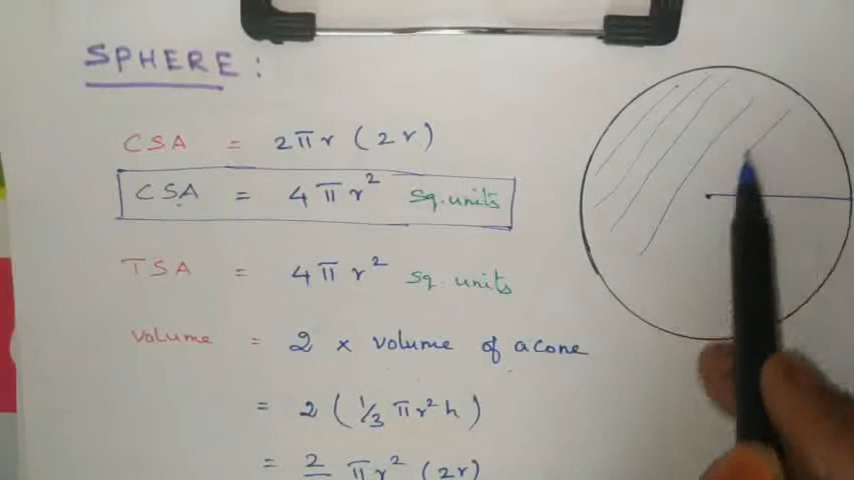 SPHERE :
CSA = 2πr (2r)
CSA = 4πr² Sq.units
TSA = 4πr² sq. units
Volume = 2 x volume of a cone
= 2 (1/3 πr²h)
= 2 πr² (2r)